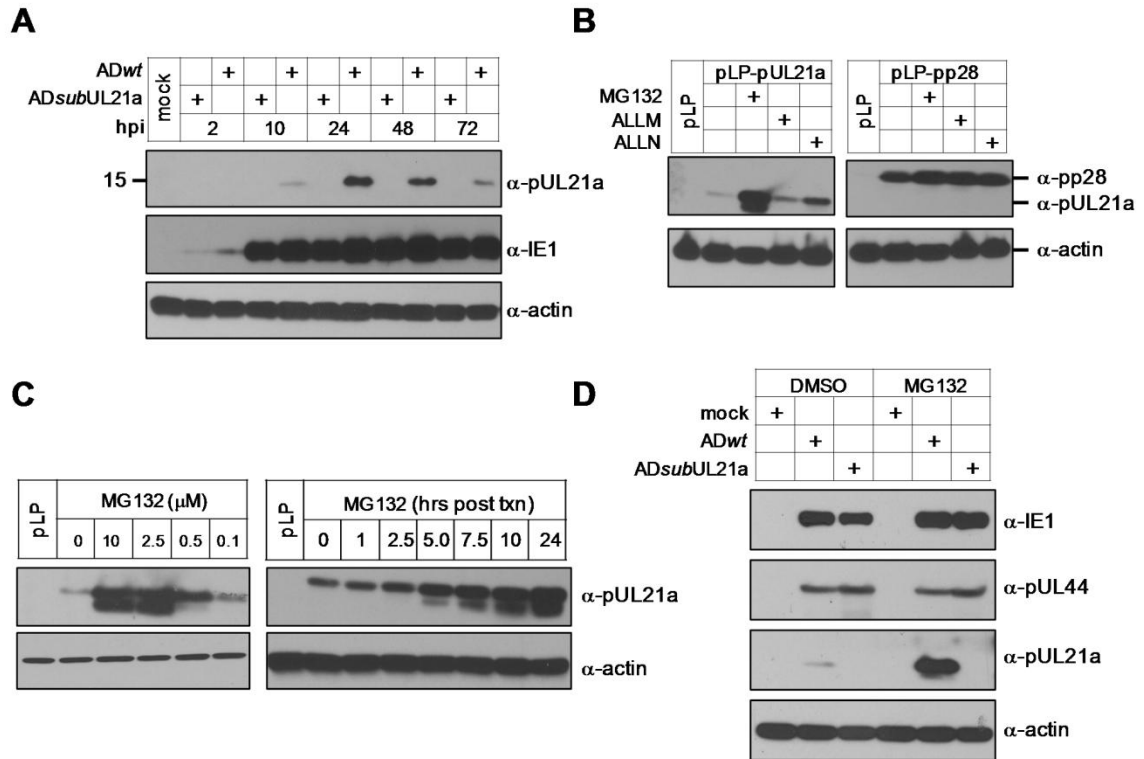 A
mock
ADwt + + + + +
ADsubUL21a + + + + +
hpi 2 10 24 48 72
15
α-pUL21a
α-IE1
α-actin
B
pLP pLP-pUL21a pLP pLP-pp28
MG132 + +
ALLM + +
ALLN + +
α-pp28
α-pUL21a
α-actin
C
pLP MG132 (μM)
0 10 2.5 0.5 0.1
pLP MG132 (hrs post txn)
0 1 2.5 5.0 7.5 10 24
α-pUL21a
α-actin
D
DMSO MG132
mock + +
ADwt + +
ADsubUL21a + +
α-IE1
α-pUL44
α-pUL21a
α-actin